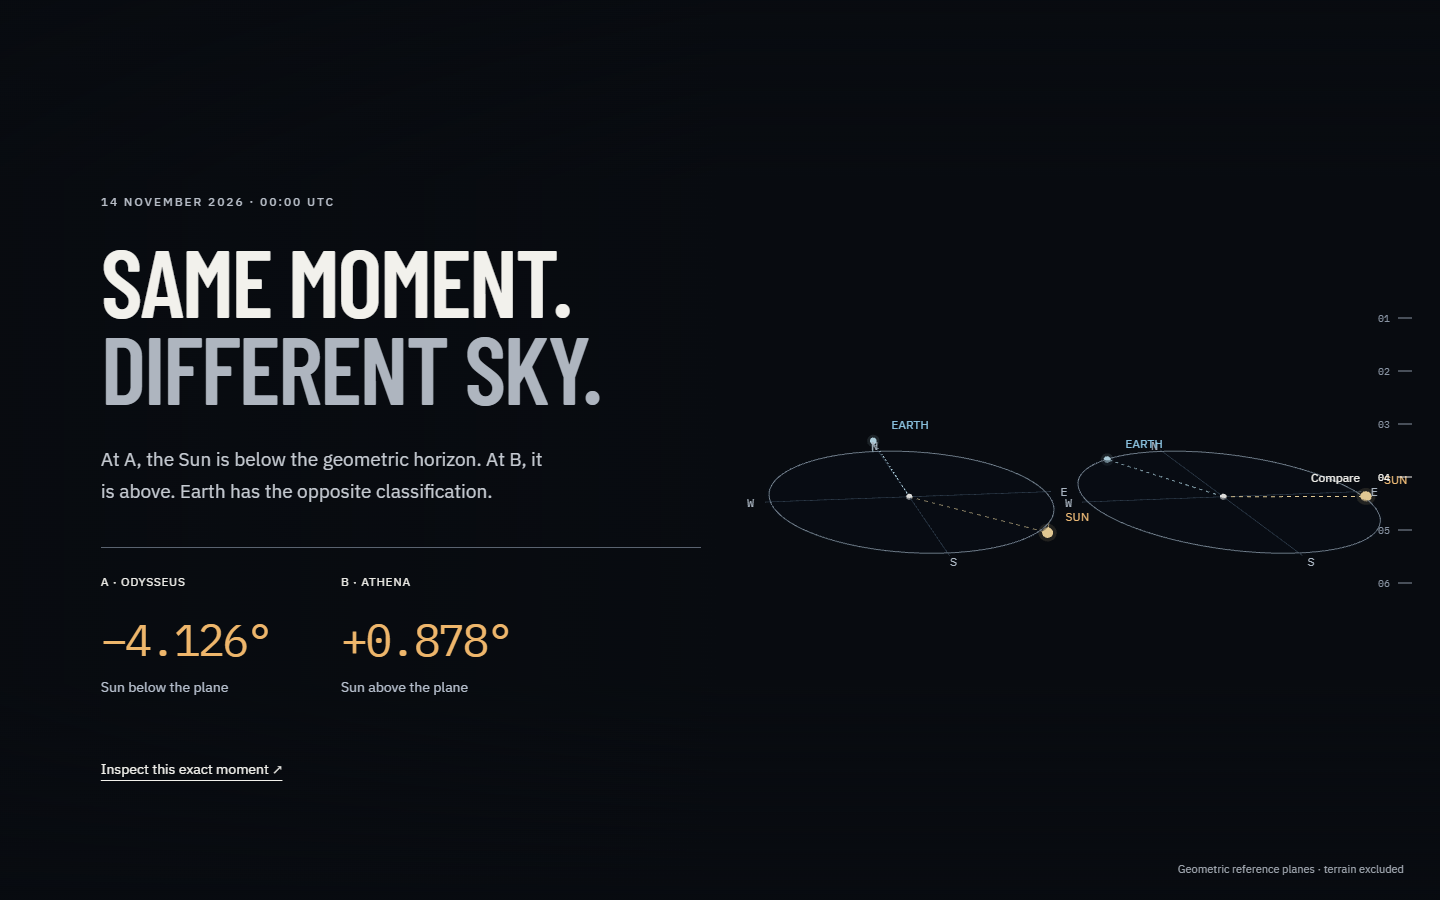 14 NOVEMBER 2026 · 00:00 UTC
SAME MOMENT.
DIFFERENT SKY.
At A, the Sun is below the geometric horizon. At B, it
is above. Earth has the opposite classification.
A · ODYSSEUS
−4.126°
Sun below the plane
B · ATHENA
+0.878°
Sun above the plane
Inspect this exact moment ↗
EARTH
N
W
E
SUN
S
EARTH
N
W
E
SUN
S
01
02
03
Compare 04
05
06
Geometric reference planes · terrain excluded